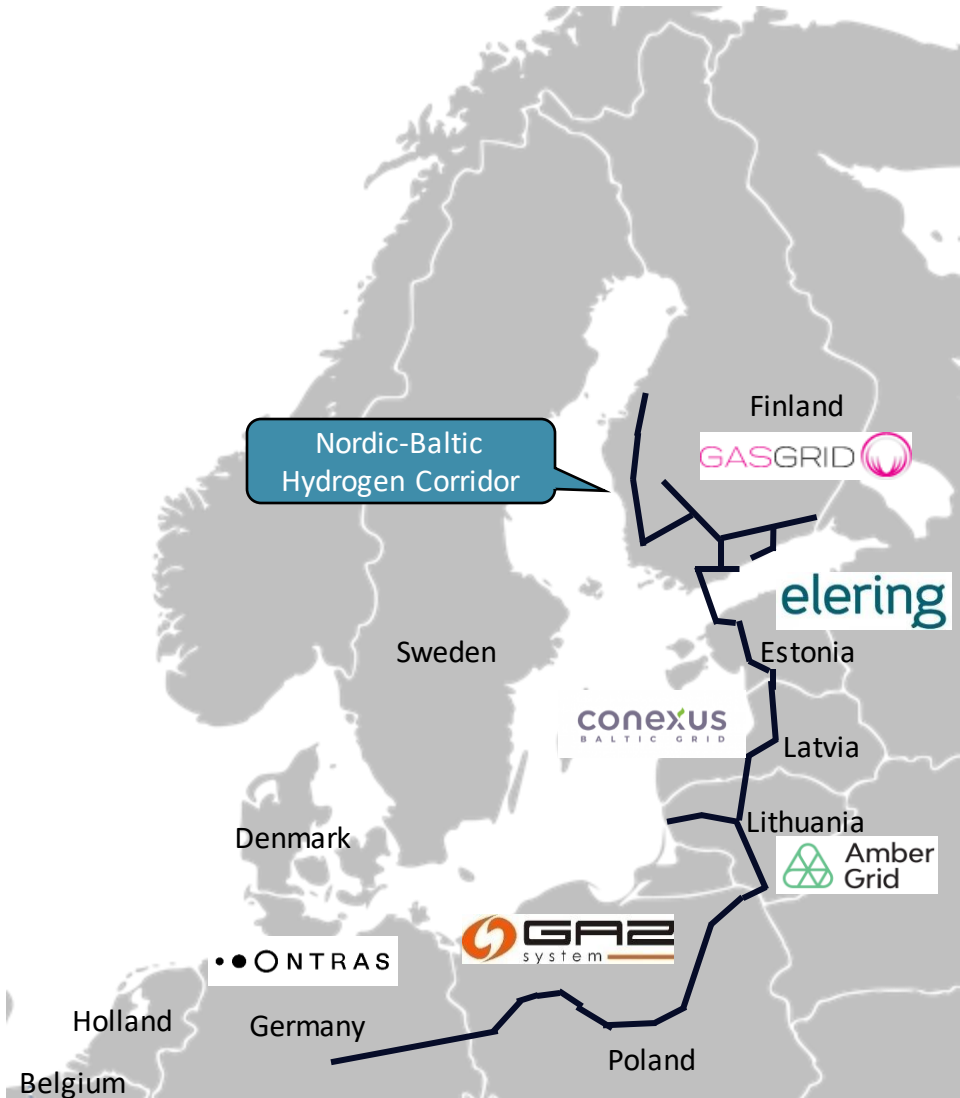 Finland
GASGRID
Nordic-Baltic
Hydrogen Corridor
elering
Sweden
Estonia
conexus
BALTIC GRID
Latvia
Lithuania
Denmark
Amber
Grid
GAZ
system
ONTRAS
Holland
Germany
Poland
Belgium